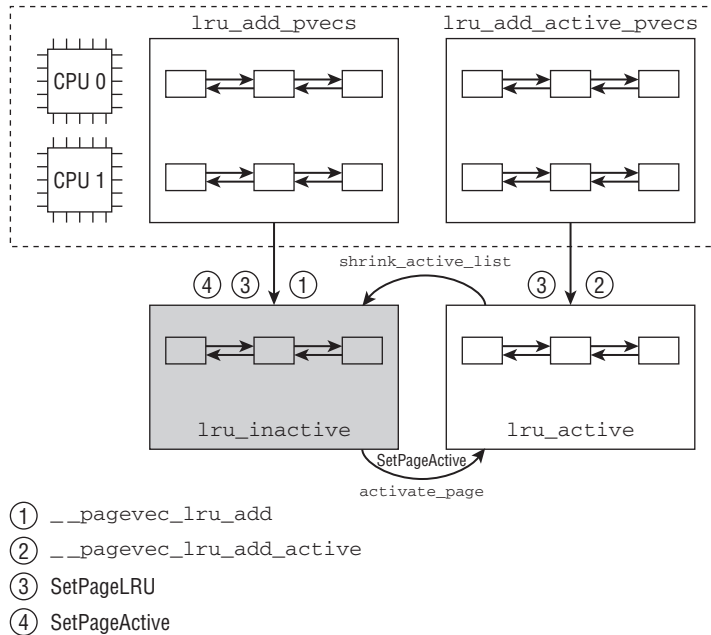 lru_add_pvecs
lru_add_active_pvecs
CPU 0
CPU 1
shrink_active_list
④ ③ ①
③ ②
lru_inactive
lru_active
SetPageActive
activate_page
① __pagevec_lru_add
② __pagevec_lru_add_active
③ SetPageLRU
④ SetPageActive